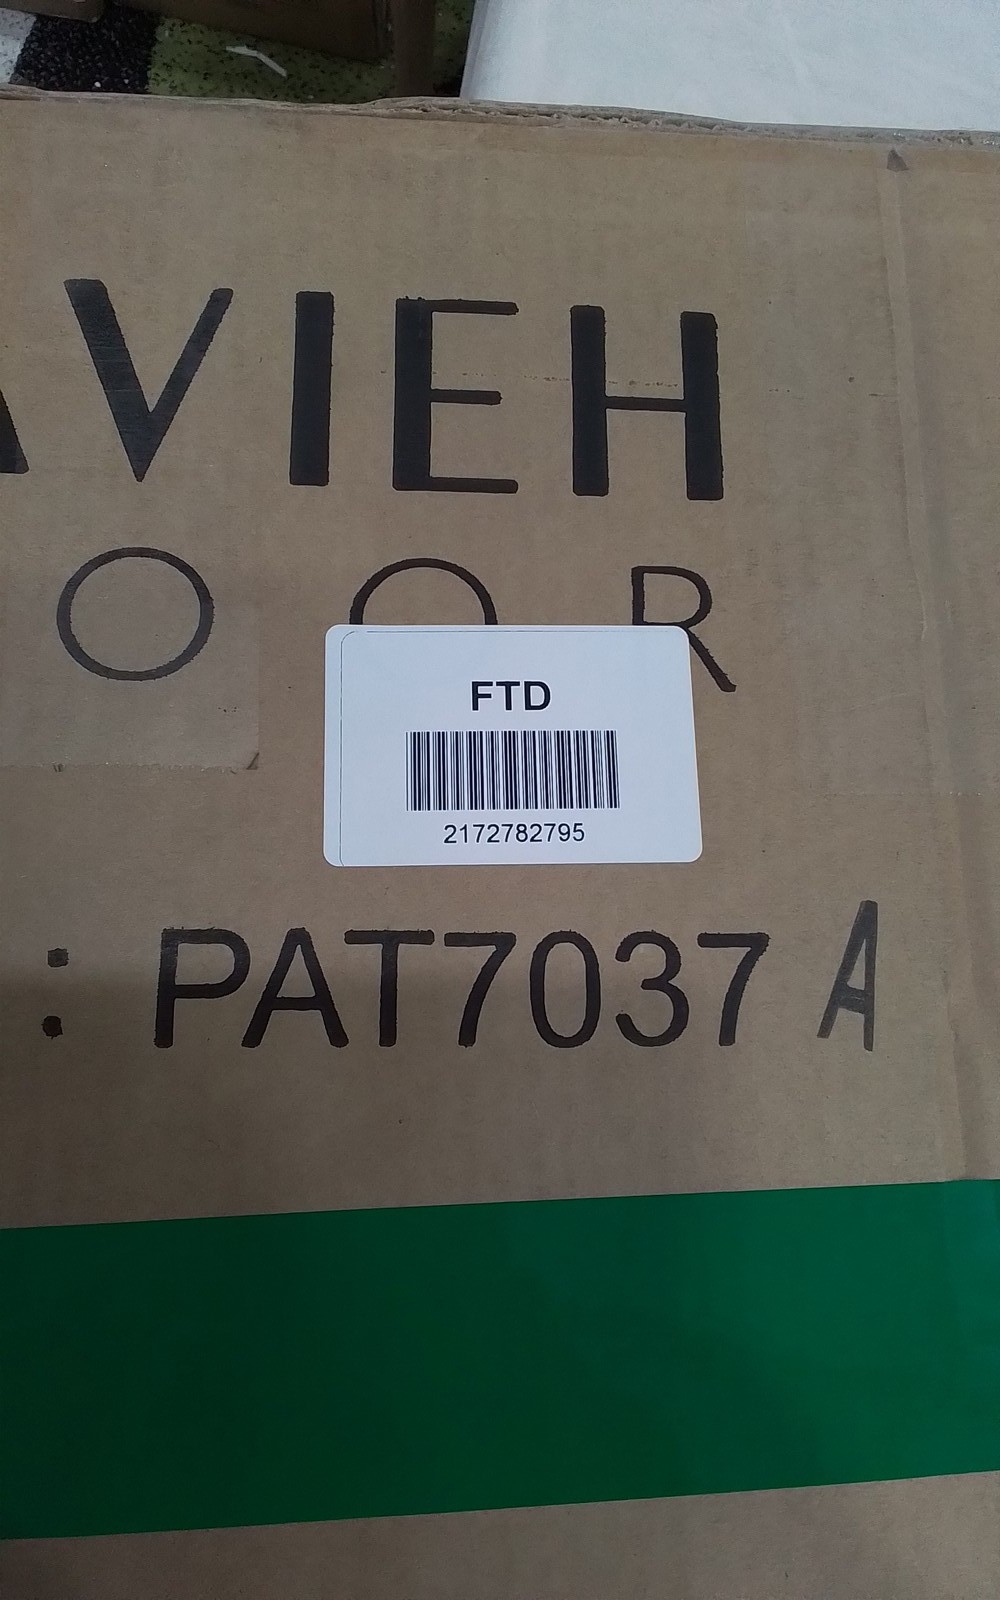 AVIEH
OOR
FTD
2172782795
: PAT7037 A